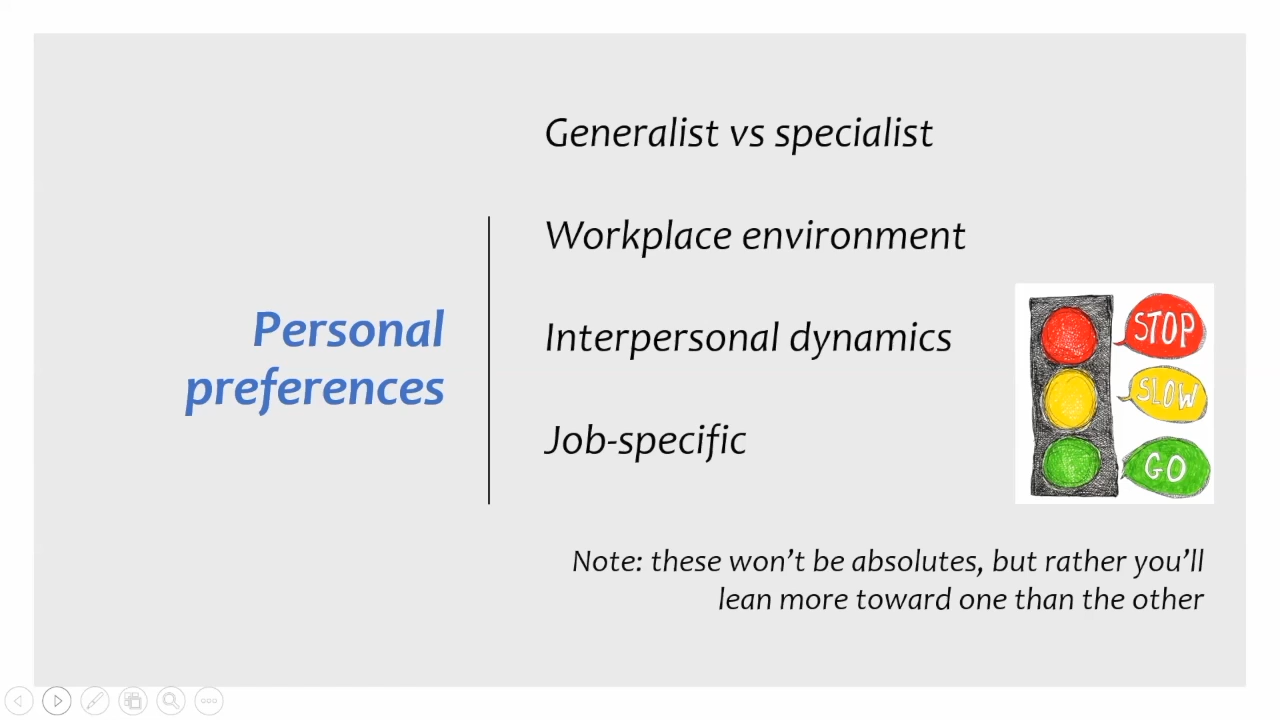 Personal
preferences
Generalist vs specialist
Workplace environment
Interpersonal dynamics
Job-specific
STOP
SLOW
GO
Note: these won’t be absolutes, but rather you’ll
lean more toward one than the other